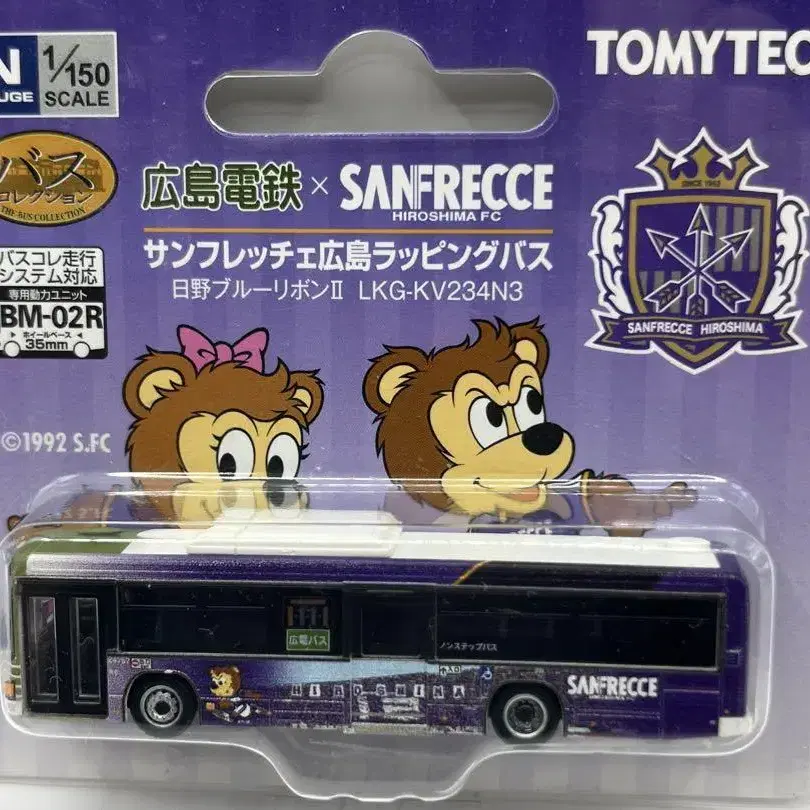 N 1/150
GAUGE SCALE
TOMYTEC
バス
コレクション
THE BUS COLLECTION
広島電鉄×SANFRECCE
HIROSHIMA FC
サンフレッチェ広島ラッピングバス
日野ブルーリボンII LKG-KV234N3
SINCE 1992
SANFRECCE HIROSHIMA
バスコレ走行
システム対応
専用動力ユニット
BM-02R
ホイールベース
35mm
©1992 S.FC
広電バス
ノンステップバス
HIROSHIMA
SANFRECCE